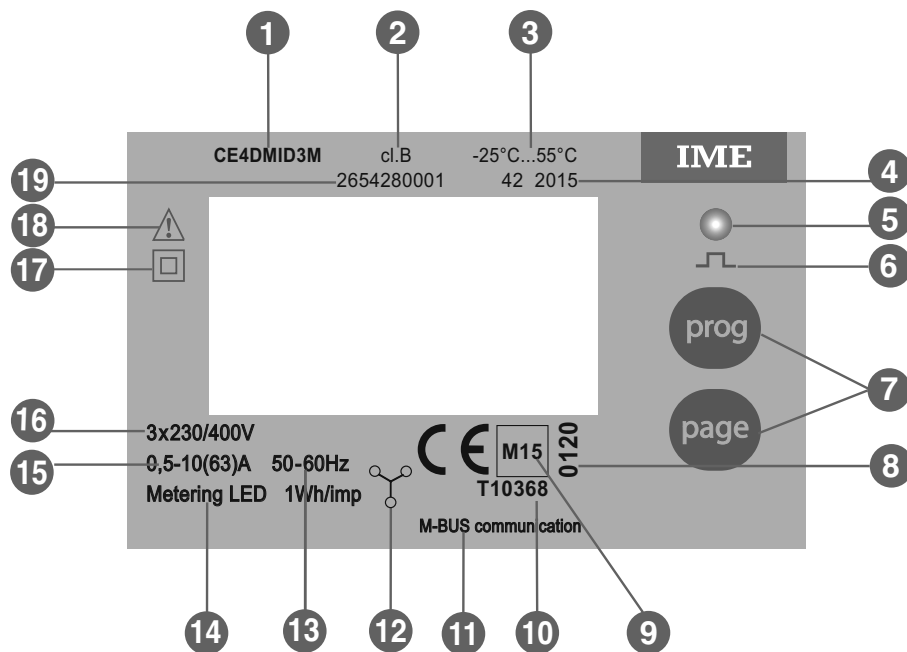 1 2 3
CE4DMID3M cl.B -25°C...55°C IME
19 2654280001 42 2015 4
18 5
17 6
prog
7
page
16 3x230/400V
15 0,5-10(63)A 50-60Hz CE M15 0120 8
Metering LED 1Wh/imp T10368
M-BUS communication
14 13 12 11 10 9